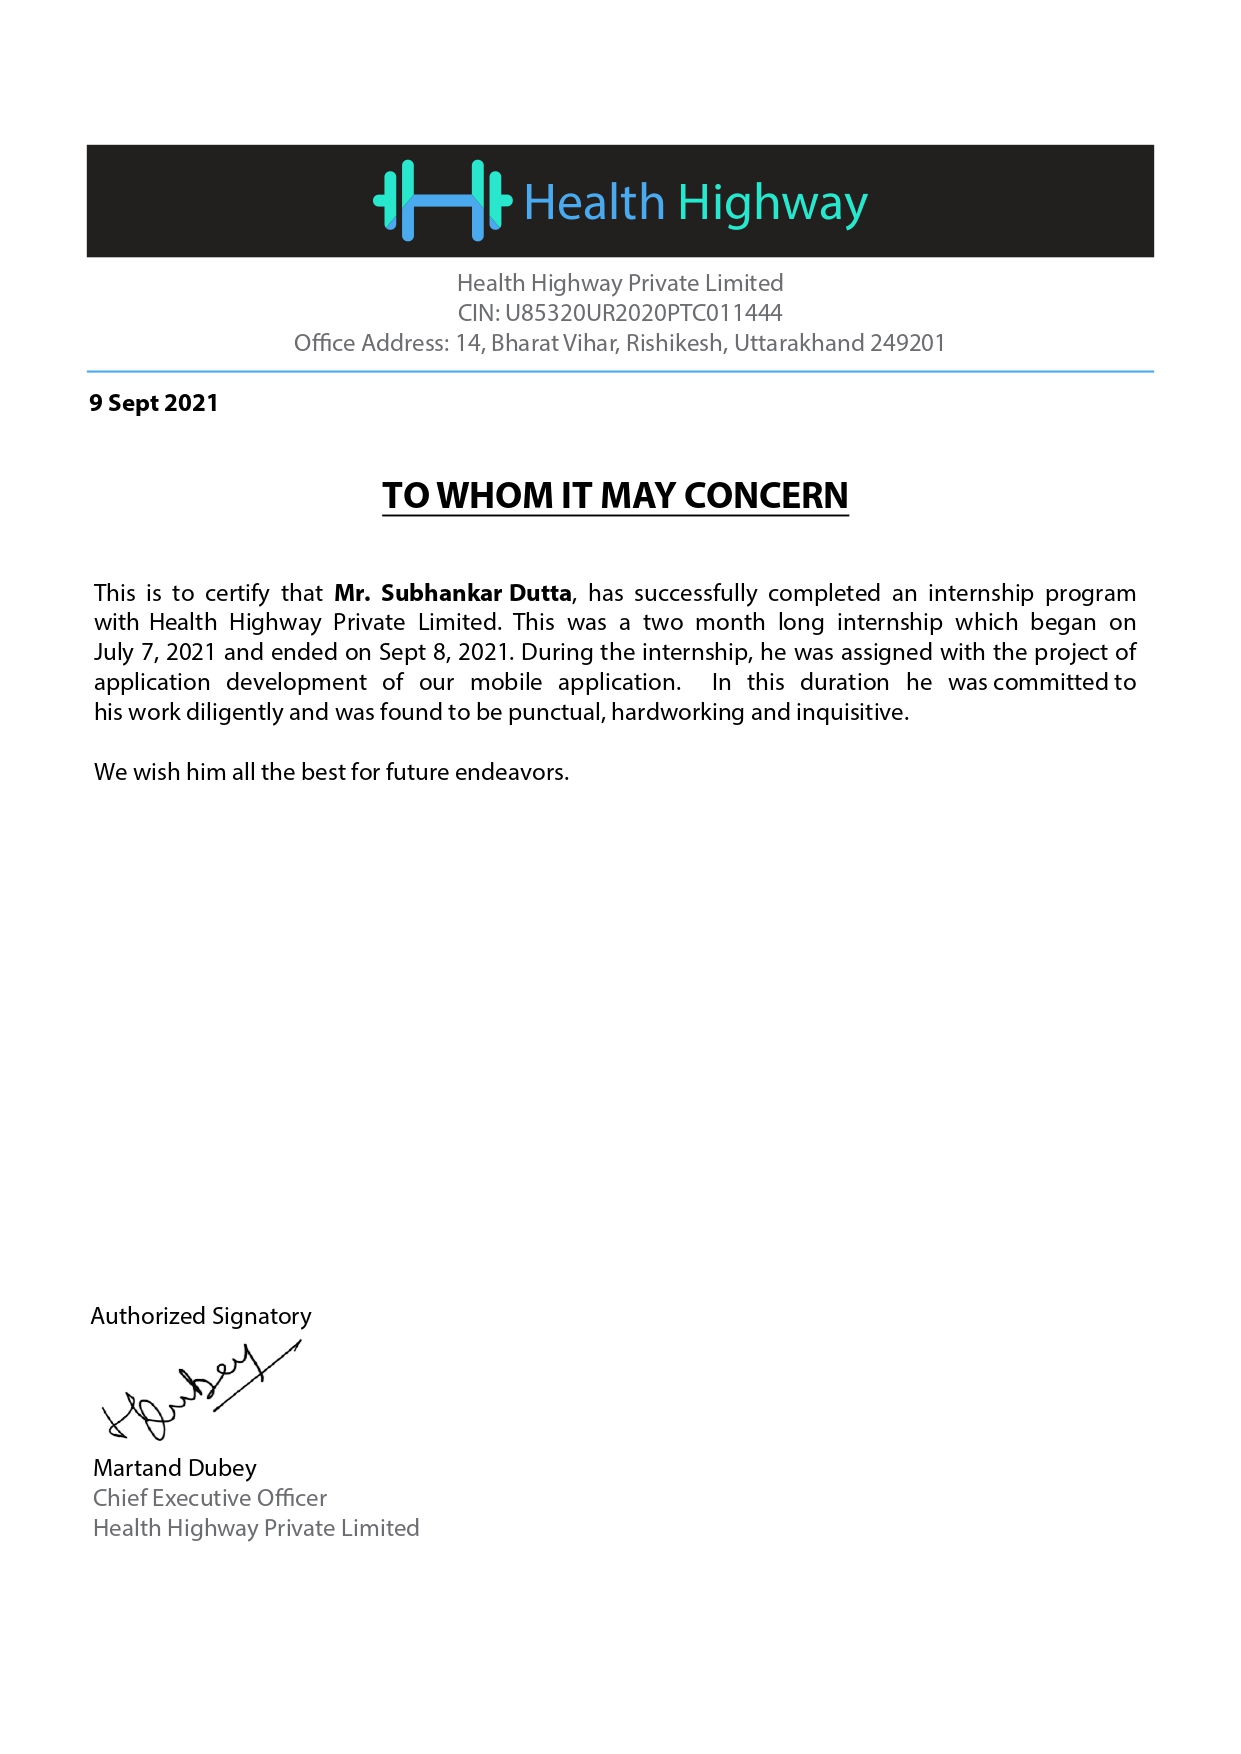 Health Highway
Health Highway Private Limited
CIN: U85320UR2020PTC011444
Office Address: 14, Bharat Vihar, Rishikesh, Uttarakhand 249201
9 Sept 2021
TO WHOM IT MAY CONCERN
This is to certify that Mr. Subhankar Dutta, has successfully completed an internship program
with Health Highway Private Limited. This was a two month long internship which began on
July 7, 2021 and ended on Sept 8, 2021. During the internship, he was assigned with the project of
application development of our mobile application. In this duration he was committed to
his work diligently and was found to be punctual, hardworking and inquisitive.
We wish him all the best for future endeavors.
Authorized Signatory
Martand Dubey
Chief Executive Officer
Health Highway Private Limited